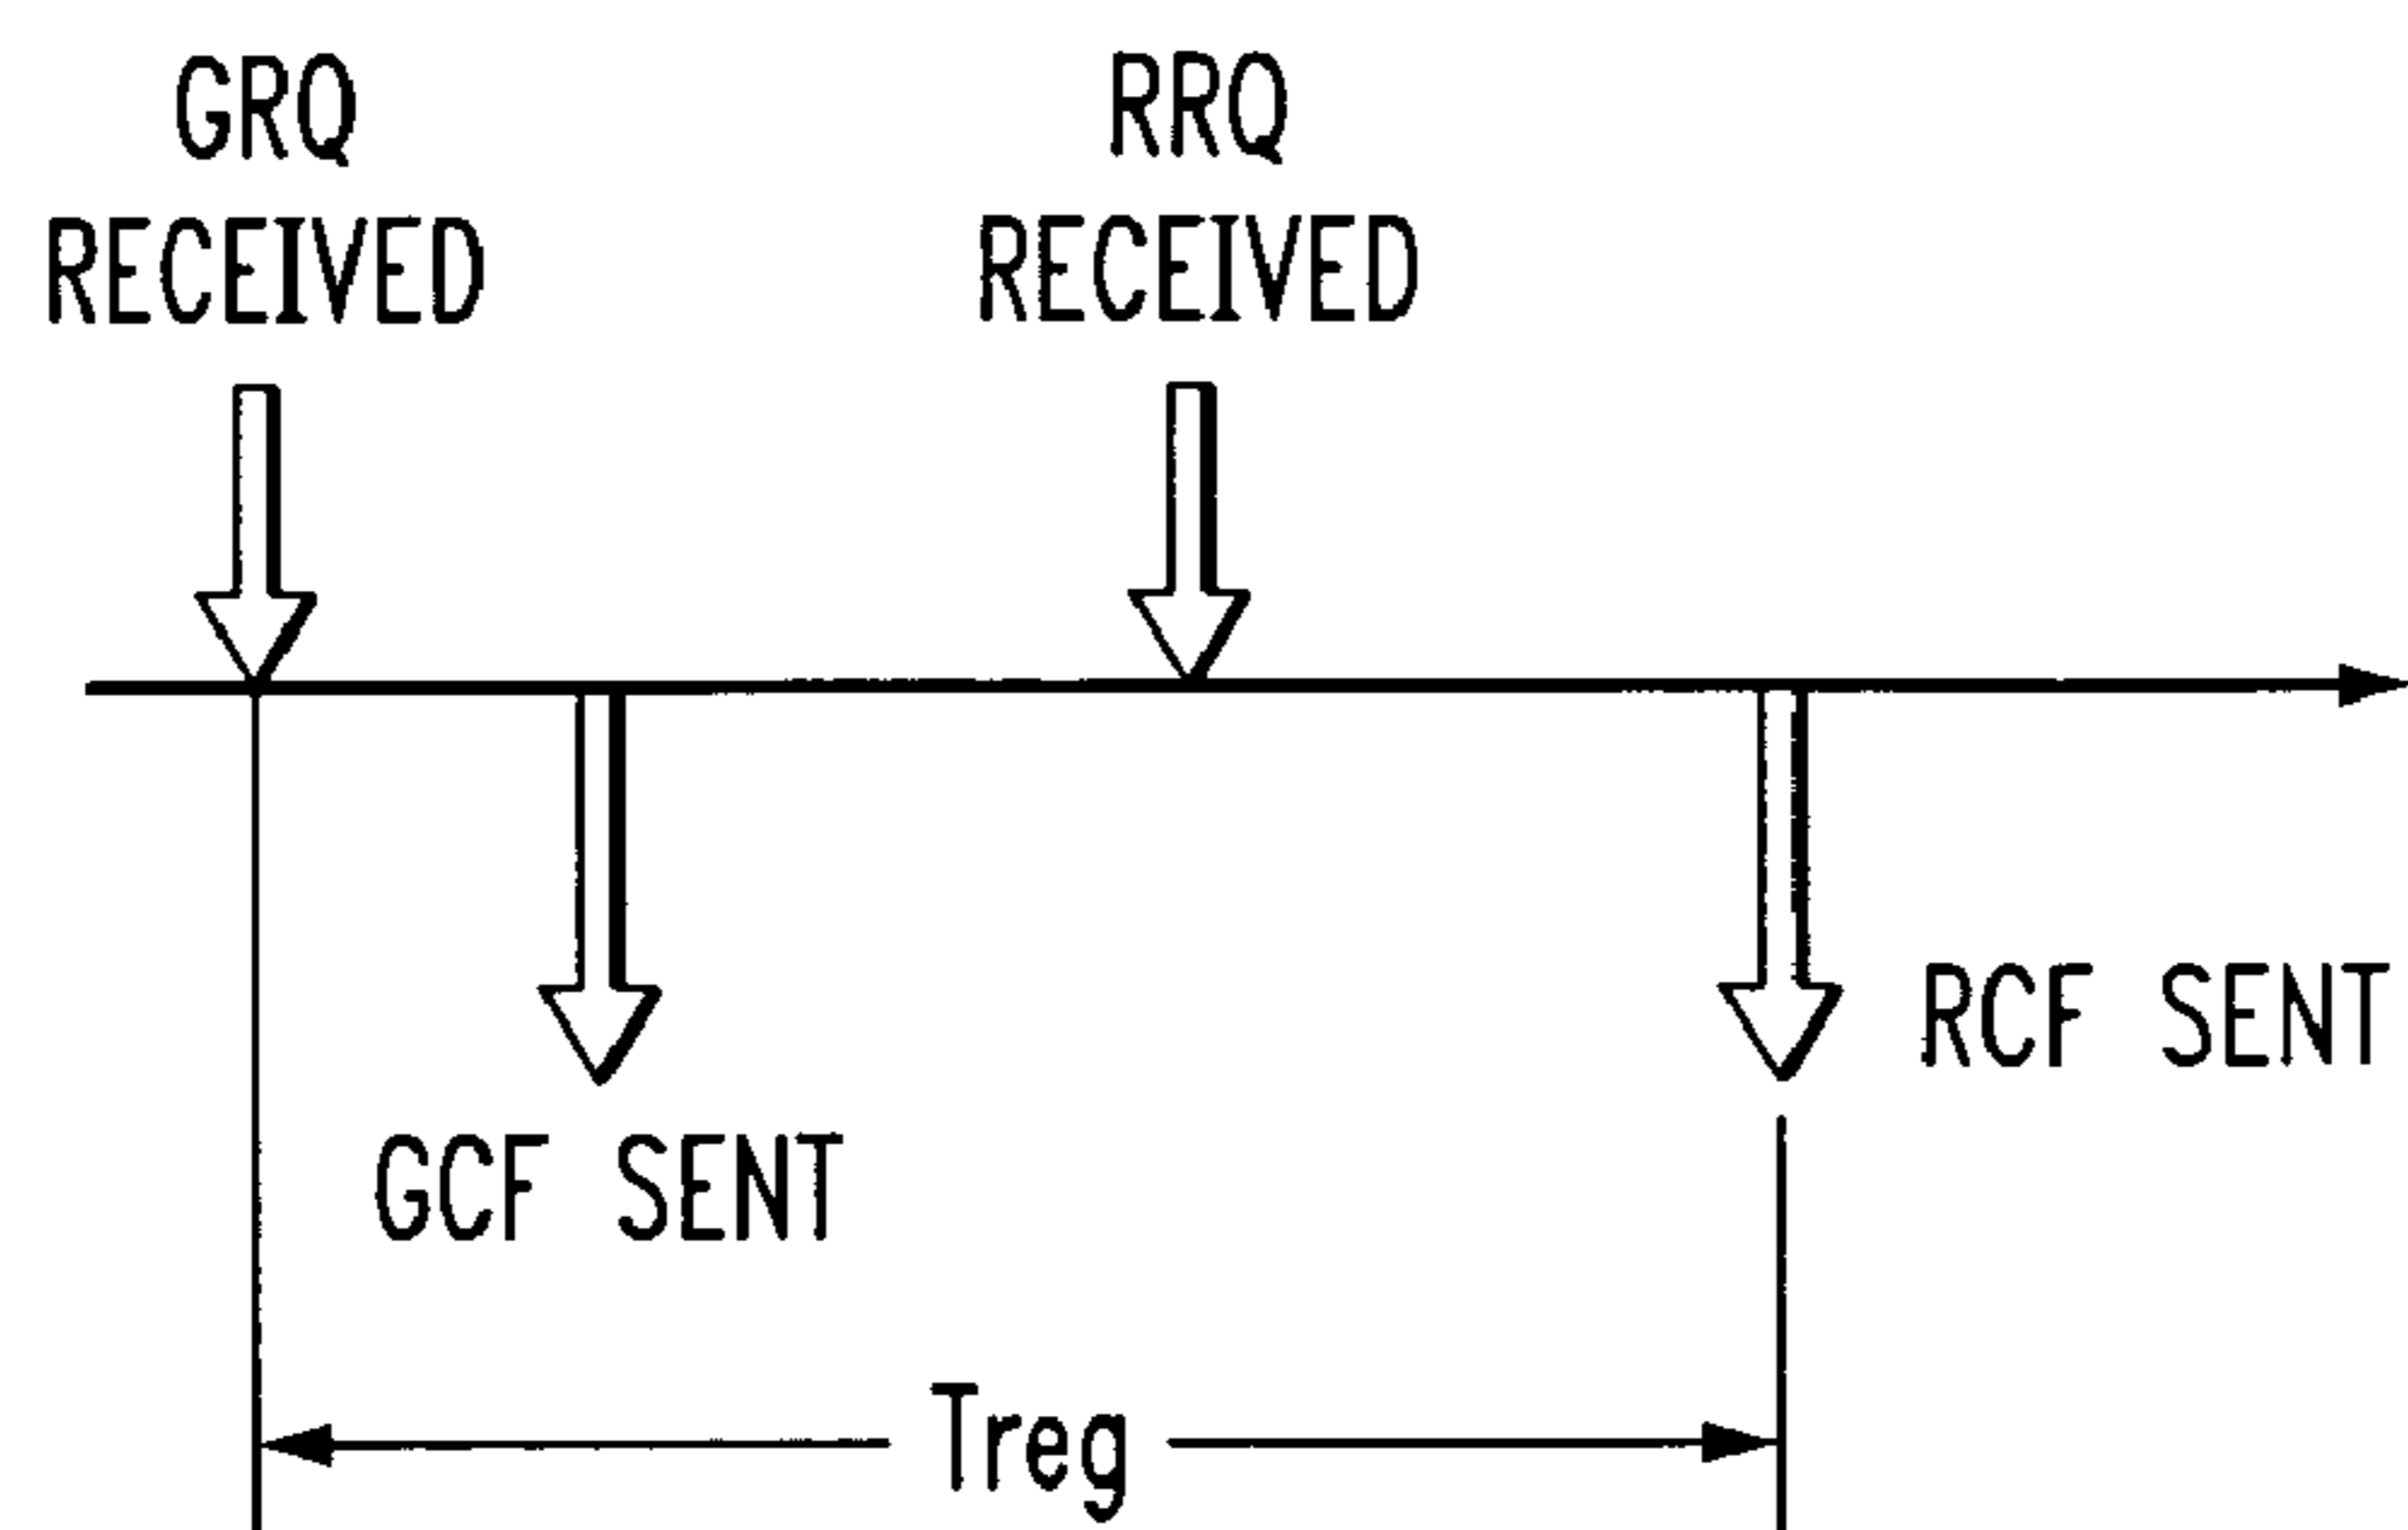 GRQ
RECEIVED
RRQ
RECEIVED
RCF SENT
GCF SENT
Treg